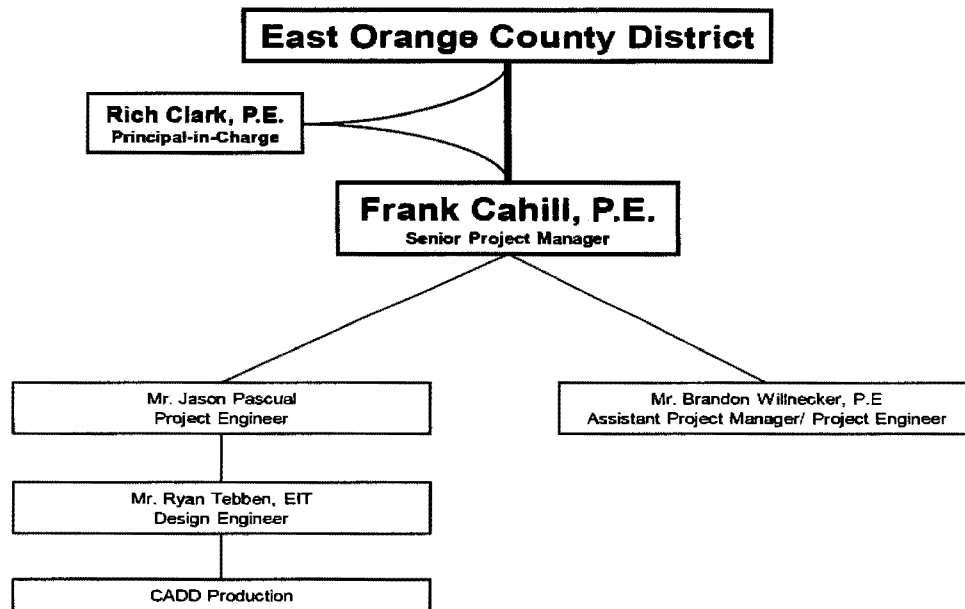 East Orange County District
Rich Clark, P.E.
Principal-in-Charge
Frank Cahill, P.E.
Senior Project Manager
Mr. Jason Pascual
Project Engineer
Mr. Brandon Willnecker, P.E
Assistant Project Manager/ Project Engineer
Mr. Ryan Tebben, EIT
Design Engineer
CADD Production